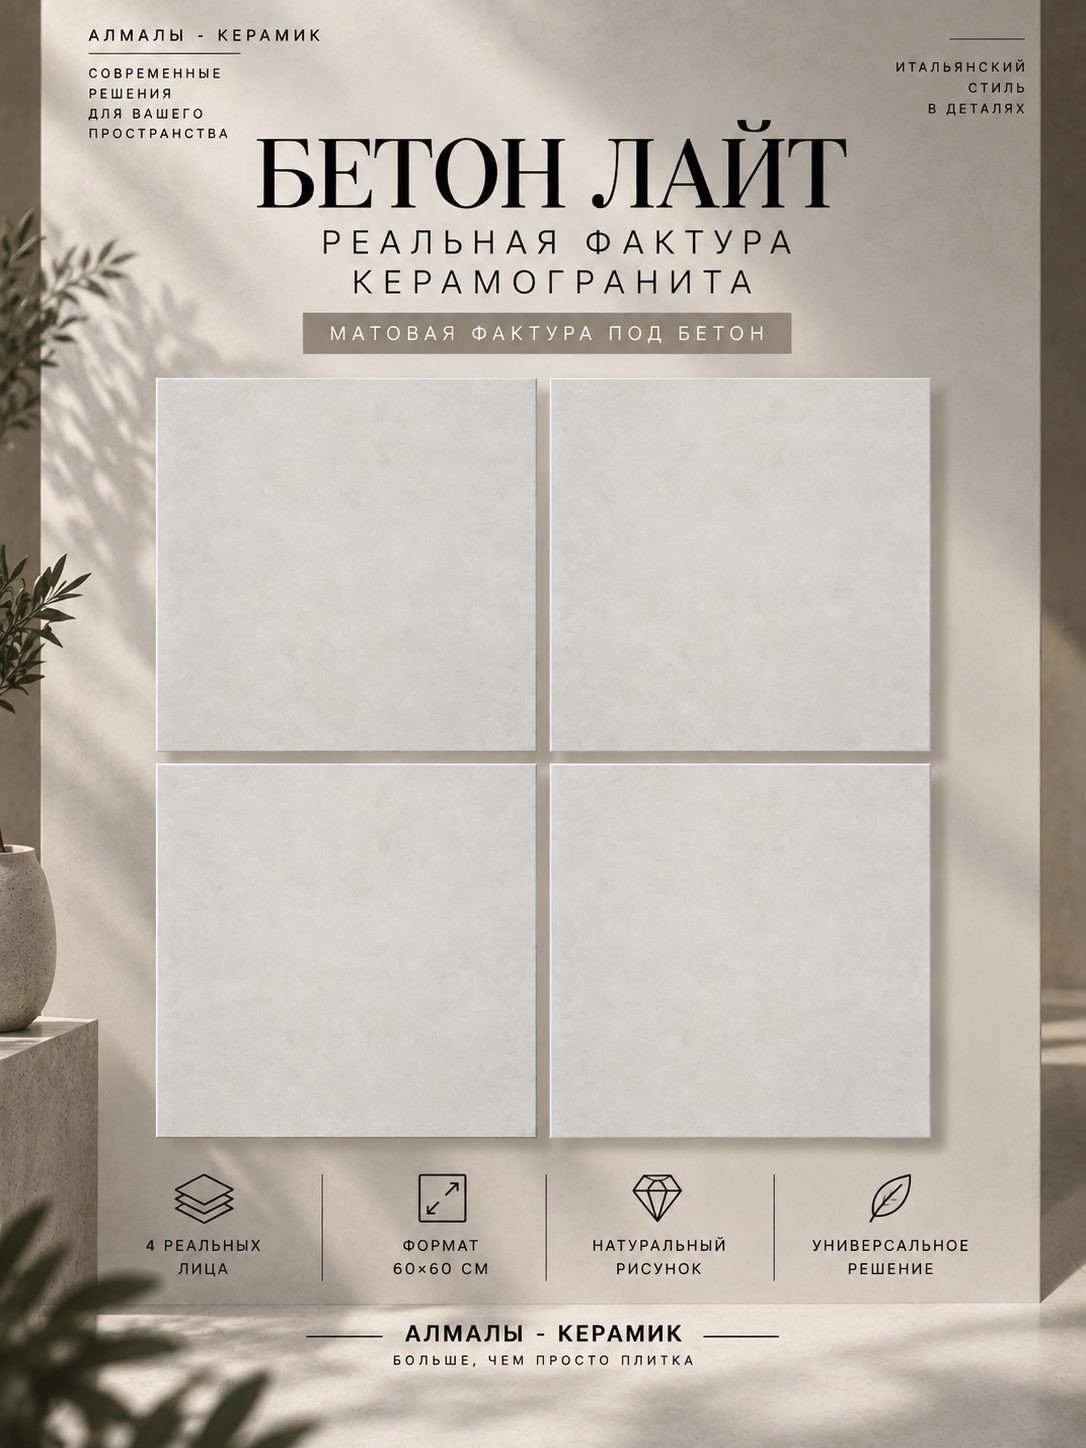 АЛМАЛЫ - КЕРАМИК
СОВРЕМЕННЫЕ
РЕШЕНИЯ
ДЛЯ ВАШЕГО
ПРОСТРАНСТВА
ИТАЛЬЯНСКИЙ
СТИЛЬ
В ДЕТАЛЯХ
БЕТОН ЛАЙТ
РЕАЛЬНАЯ ФАКТУРА
КЕРАМОГРАНИТА
МАТОВАЯ ФАКТУРА ПОД БЕТОН
4 РЕАЛЬНЫХ
ЛИЦА
ФОРМАТ
60×60 СМ
НАТУРАЛЬНЫЙ
РИСУНОК
УНИВЕРСАЛЬНОЕ
РЕШЕНИЕ
АЛМАЛЫ - КЕРАМИК
БОЛЬШЕ, ЧЕМ ПРОСТО ПЛИТКА